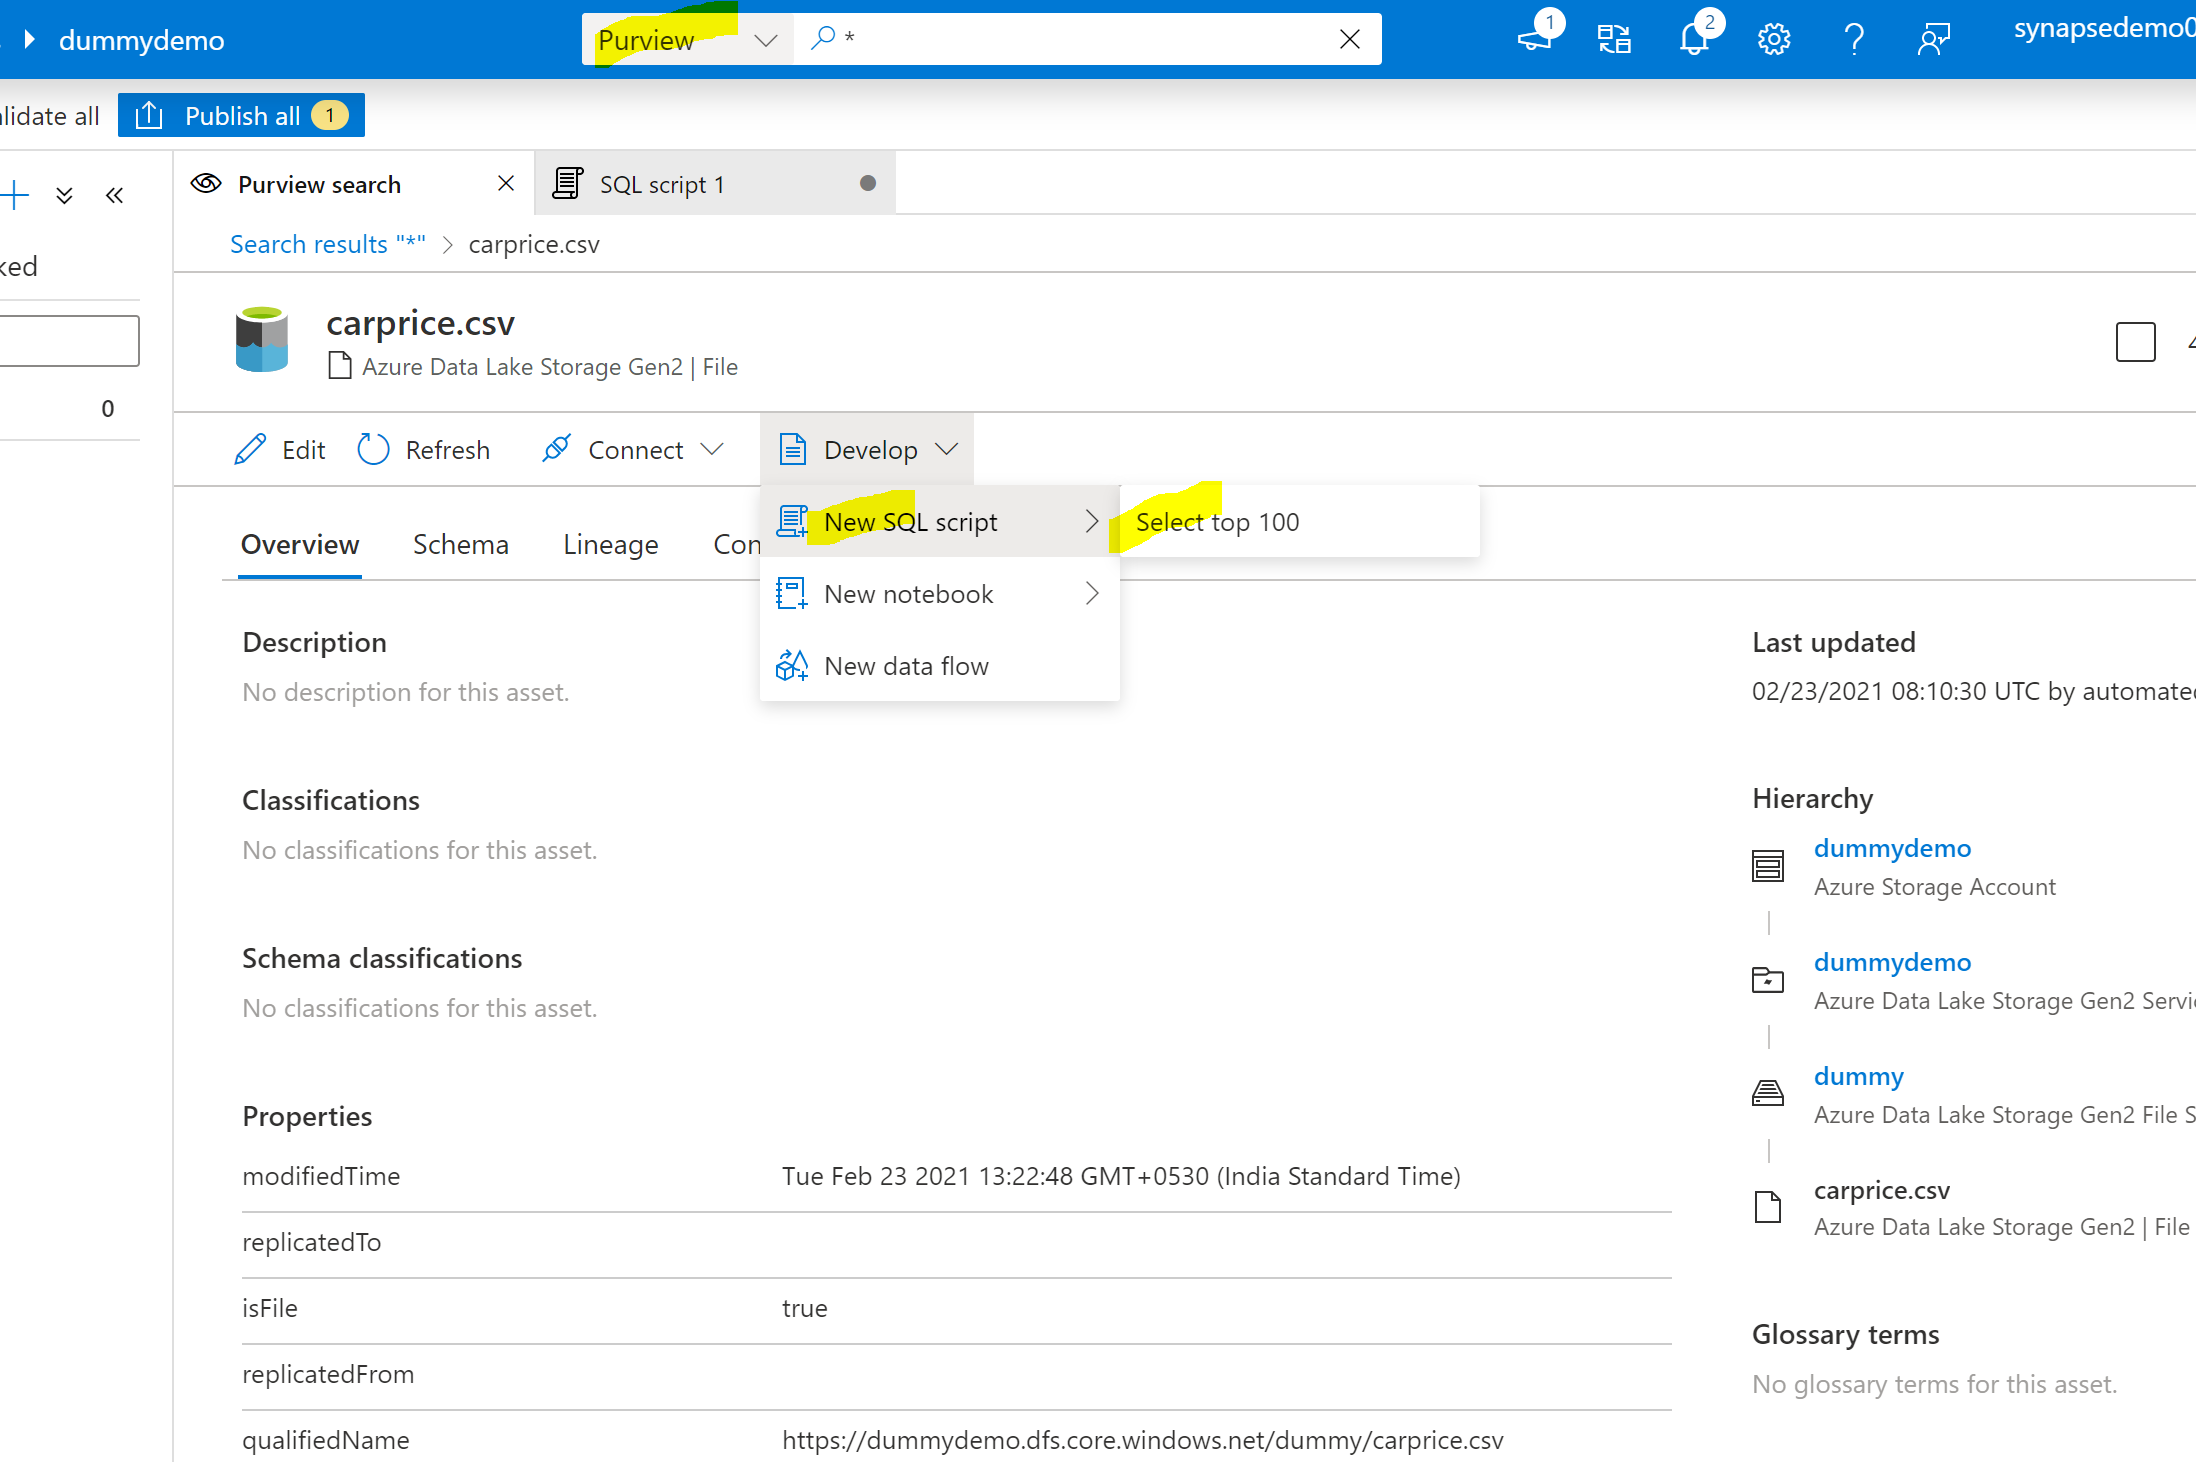 dummydemo
Purview
*
1
2
synapsedemo0
lidate all
Publish all 1
Purview search
SQL script 1
Search results "*" > carprice.csv
ked
carprice.csv
Azure Data Lake Storage Gen2 | File
0
Edit
Refresh
Connect
Develop
New SQL script
Select top 100
New notebook
New data flow
Overview
Schema
Lineage
Con
Description
No description for this asset.
Classifications
No classifications for this asset.
Schema classifications
No classifications for this asset.
Properties
modifiedTime Tue Feb 23 2021 13:22:48 GMT+0530 (India Standard Time)
replicatedTo
isFile true
replicatedFrom
qualifiedName https://dummydemo.dfs.core.windows.net/dummy/carprice.csv
Last updated
02/23/2021 08:10:30 UTC by automated
Hierarchy
dummydemo
Azure Storage Account
dummydemo
Azure Data Lake Storage Gen2 Servi
dummy
Azure Data Lake Storage Gen2 File S
carprice.csv
Azure Data Lake Storage Gen2 | File
Glossary terms
No glossary terms for this asset.